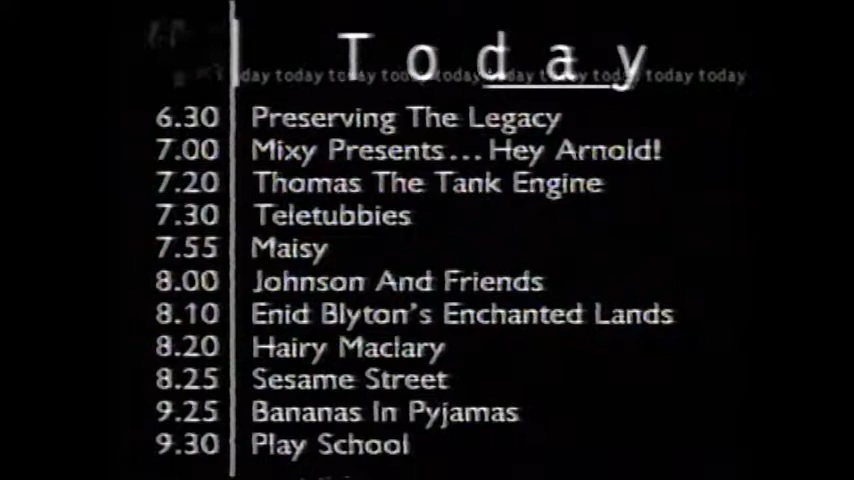 Today
day today today today today today today today today
6.30 Preserving The Legacy
7.00 Mixy Presents... Hey Arnold!
7.20 Thomas The Tank Engine
7.30 Teletubbies
7.55 Maisy
8.00 Johnson And Friends
8.10 Enid Blyton's Enchanted Lands
8.20 Hairy Maclary
8.25 Sesame Street
9.25 Bananas In Pyjamas
9.30 Play School